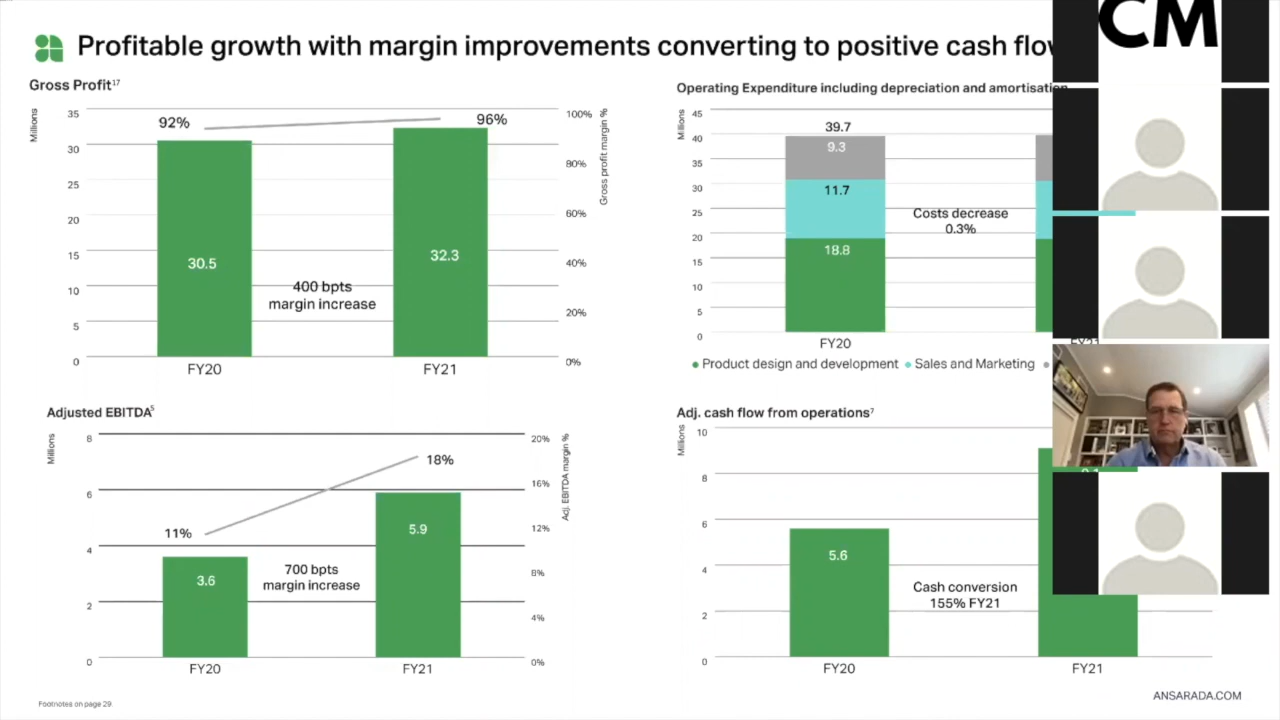 Profitable growth with margin improvements converting to positive cash flow
CM
Gross Profit17
Millions
35
30
25
20
15
10
5
0
92%
96%
30.5
32.3
400 bpts
margin increase
FY20
FY21
100%
80%
60%
40%
20%
0%
Gross profit margin %
Operating Expenditure including depreciation and amortisation
Millions
45
40
35
30
25
20
15
10
5
0
39.7
9.3
11.7
18.8
Costs decrease
0.3%
FY20
FY21
Product design and development
Sales and Marketing
Adjusted EBITDA5
Millions
8
6
4
2
0
11%
18%
3.6
5.9
700 bpts
margin increase
FY20
FY21
20%
16%
12%
8%
4%
0%
Adj. EBITDA margin %
Adj. cash flow from operations7
Millions
10
8
6
4
2
0
5.6
Cash conversion
155% FY21
FY20
FY21
Footnotes on page 29.
ANSARADA.COM